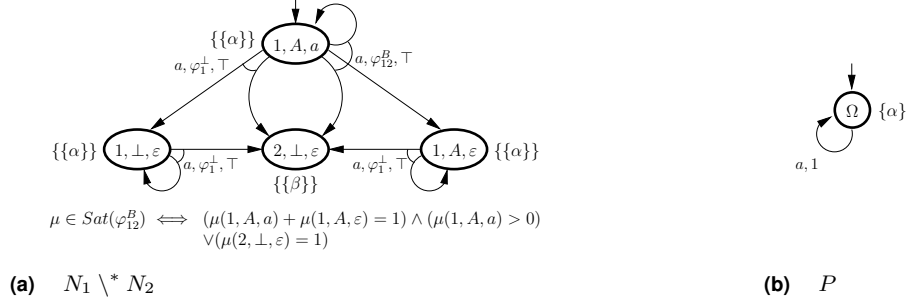 {{α}}
1, A, a
a, φ₁^⊥, ⊤
a, φ₁₂^B, ⊤
Ω
{α}
a, 1
{{α}}
1, ⊥, ε
a, φ₁^⊥, ⊤
2, ⊥, ε
{{β}}
a, φ₁^⊥, ⊤
1, A, ε
{{α}}
μ ∈ Sat(φ₁₂^B) ⟺ (μ(1, A, a) + μ(1, A, ε) = 1) ∧ (μ(1, A, a) > 0)
∨(μ(2, ⊥, ε) = 1)
(a) N₁ \* N₂
(b) P